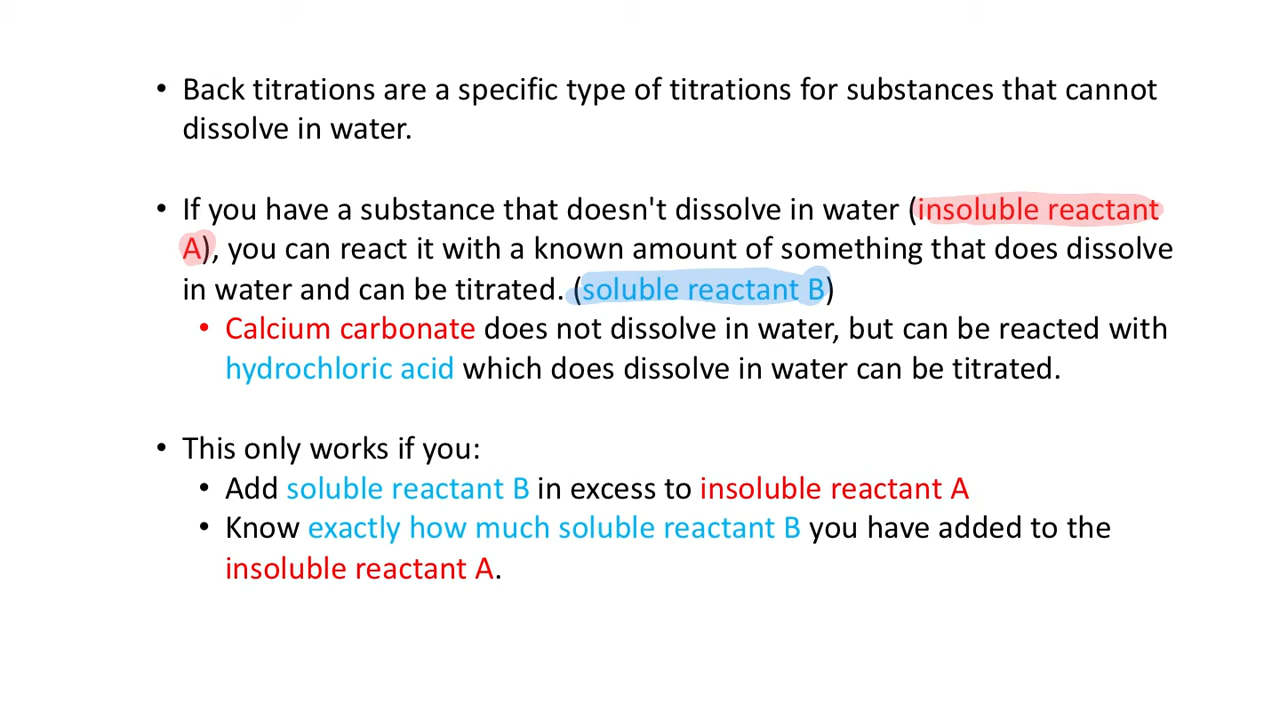 • Back titrations are a specific type of titrations for substances that cannot
dissolve in water.
• If you have a substance that doesn't dissolve in water (insoluble reactant
A), you can react it with a known amount of something that does dissolve
in water and can be titrated. (soluble reactant B)
• Calcium carbonate does not dissolve in water, but can be reacted with
hydrochloric acid which does dissolve in water can be titrated.
• This only works if you:
• Add soluble reactant B in excess to insoluble reactant A
• Know exactly how much soluble reactant B you have added to the
insoluble reactant A.